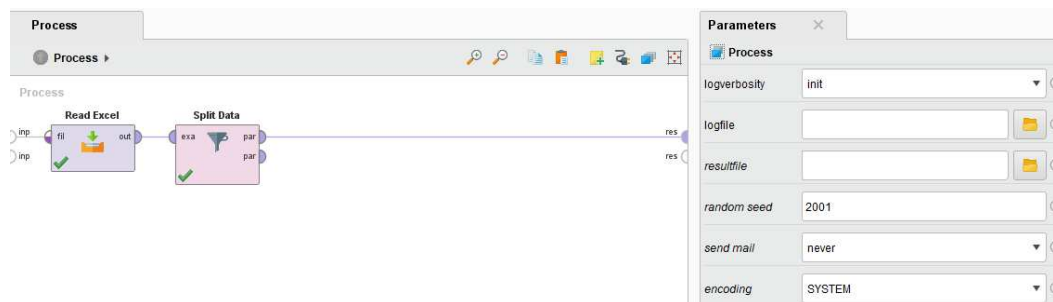 Process
Process
Process
inp
inp
Read Excel
fil
out
Split Data
exa
par
par
res
res
Parameters
Process
logverbosity
init
logfile
resultfile
random seed
2001
send mail
never
encoding
SYSTEM